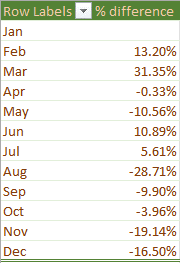 Row Labels % difference
Jan
Feb 13.20%
Mar 31.35%
Apr -0.33%
May -10.56%
Jun 10.89%
Jul 5.61%
Aug -28.71%
Sep -9.90%
Oct -3.96%
Nov -19.14%
Dec -16.50%